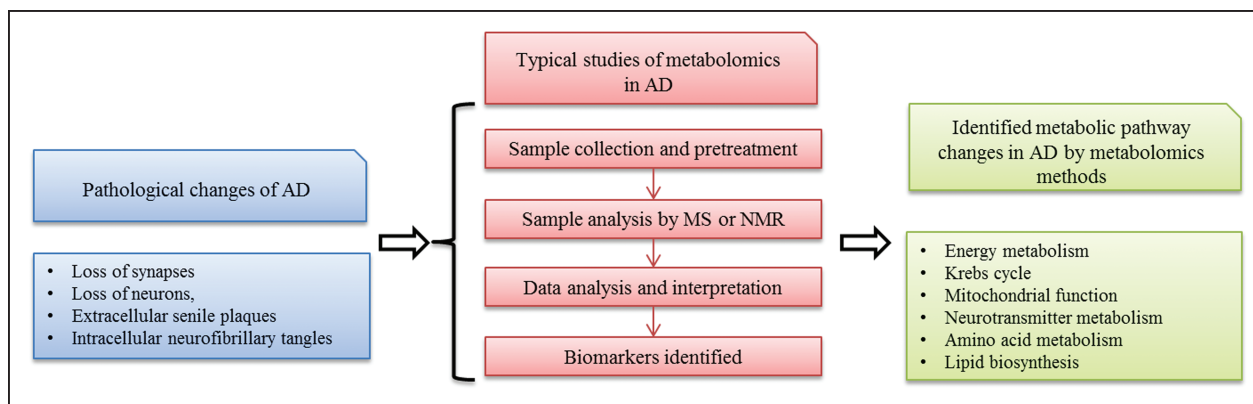 Pathological changes of AD
• Loss of synapses
• Loss of neurons,
• Extracellular senile plaques
• Intracellular neurofibrillary tangles
Typical studies of metabolomics
in AD
Sample collection and pretreatment
Sample analysis by MS or NMR
Data analysis and interpretation
Biomarkers identified
Identified metabolic pathway
changes in AD by metabolomics
methods
• Energy metabolism
• Krebs cycle
• Mitochondrial function
• Neurotransmitter metabolism
• Amino acid metabolism
• Lipid biosynthesis